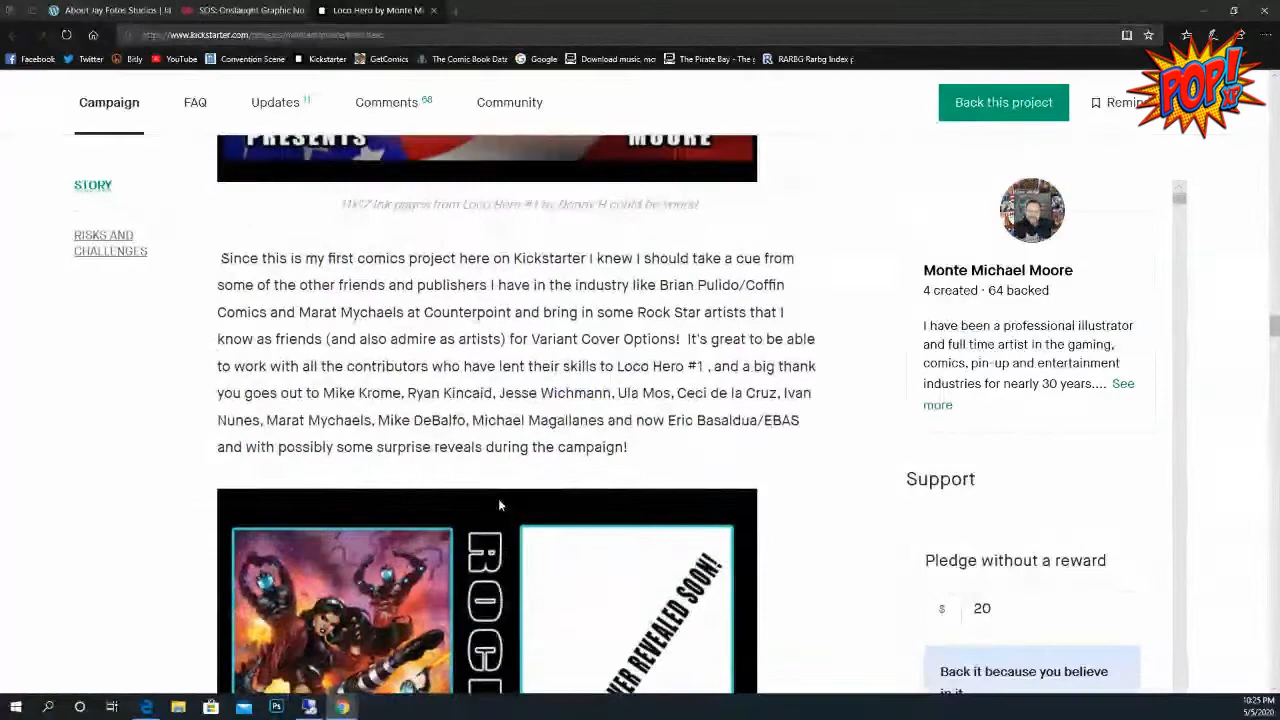 About Jay Fotos Studios | J
SDS: Onslaught Graphic No
Loco Hero by Monte Mi
Facebook
Twitter
Bitly
YouTube
Convention Scene
Kickstarter
GetComics
The Comic Book Data
Google
Download music, mo
The Pirate Bay - The g
RARBG Rarbg Index p
POP!
XP
Campaign
FAQ
Updates 11
Comments 68
Community
Back this project
Remin
PRESENTS
MOORE
STORY
RISKS AND
CHALLENGES
Since this is my first comics project here on Kickstarter I knew I should take a cue from
some of the other friends and publishers I have in the industry like Brian Pulido/Coffin
Comics and Marat Mychaels at Counterpoint and bring in some Rock Star artists that I
know as friends (and also admire as artists) for Variant Cover Options! It's great to be able
to work with all the contributors who have lent their skills to Loco Hero #1 , and a big thank
you goes out to Mike Krome, Ryan Kincaid, Jesse Wichmann, Ula Mos, Ceci de la Cruz, Ivan
Nunes, Marat Mychaels, Mike DeBalfo, Michael Magallanes and now Eric Basaldua/EBAS
and with possibly some surprise reveals during the campaign!
ROC
VER REVEALED SOON!
Monte Michael Moore
4 created · 64 backed
I have been a professional illustrator
and full time artist in the gaming,
comics, pin-up and entertainment
industries for nearly 30 years.... See
more
Support
Pledge without a reward
$ 20
Back it because you believe
in it.
10:25 PM
5/5/2020